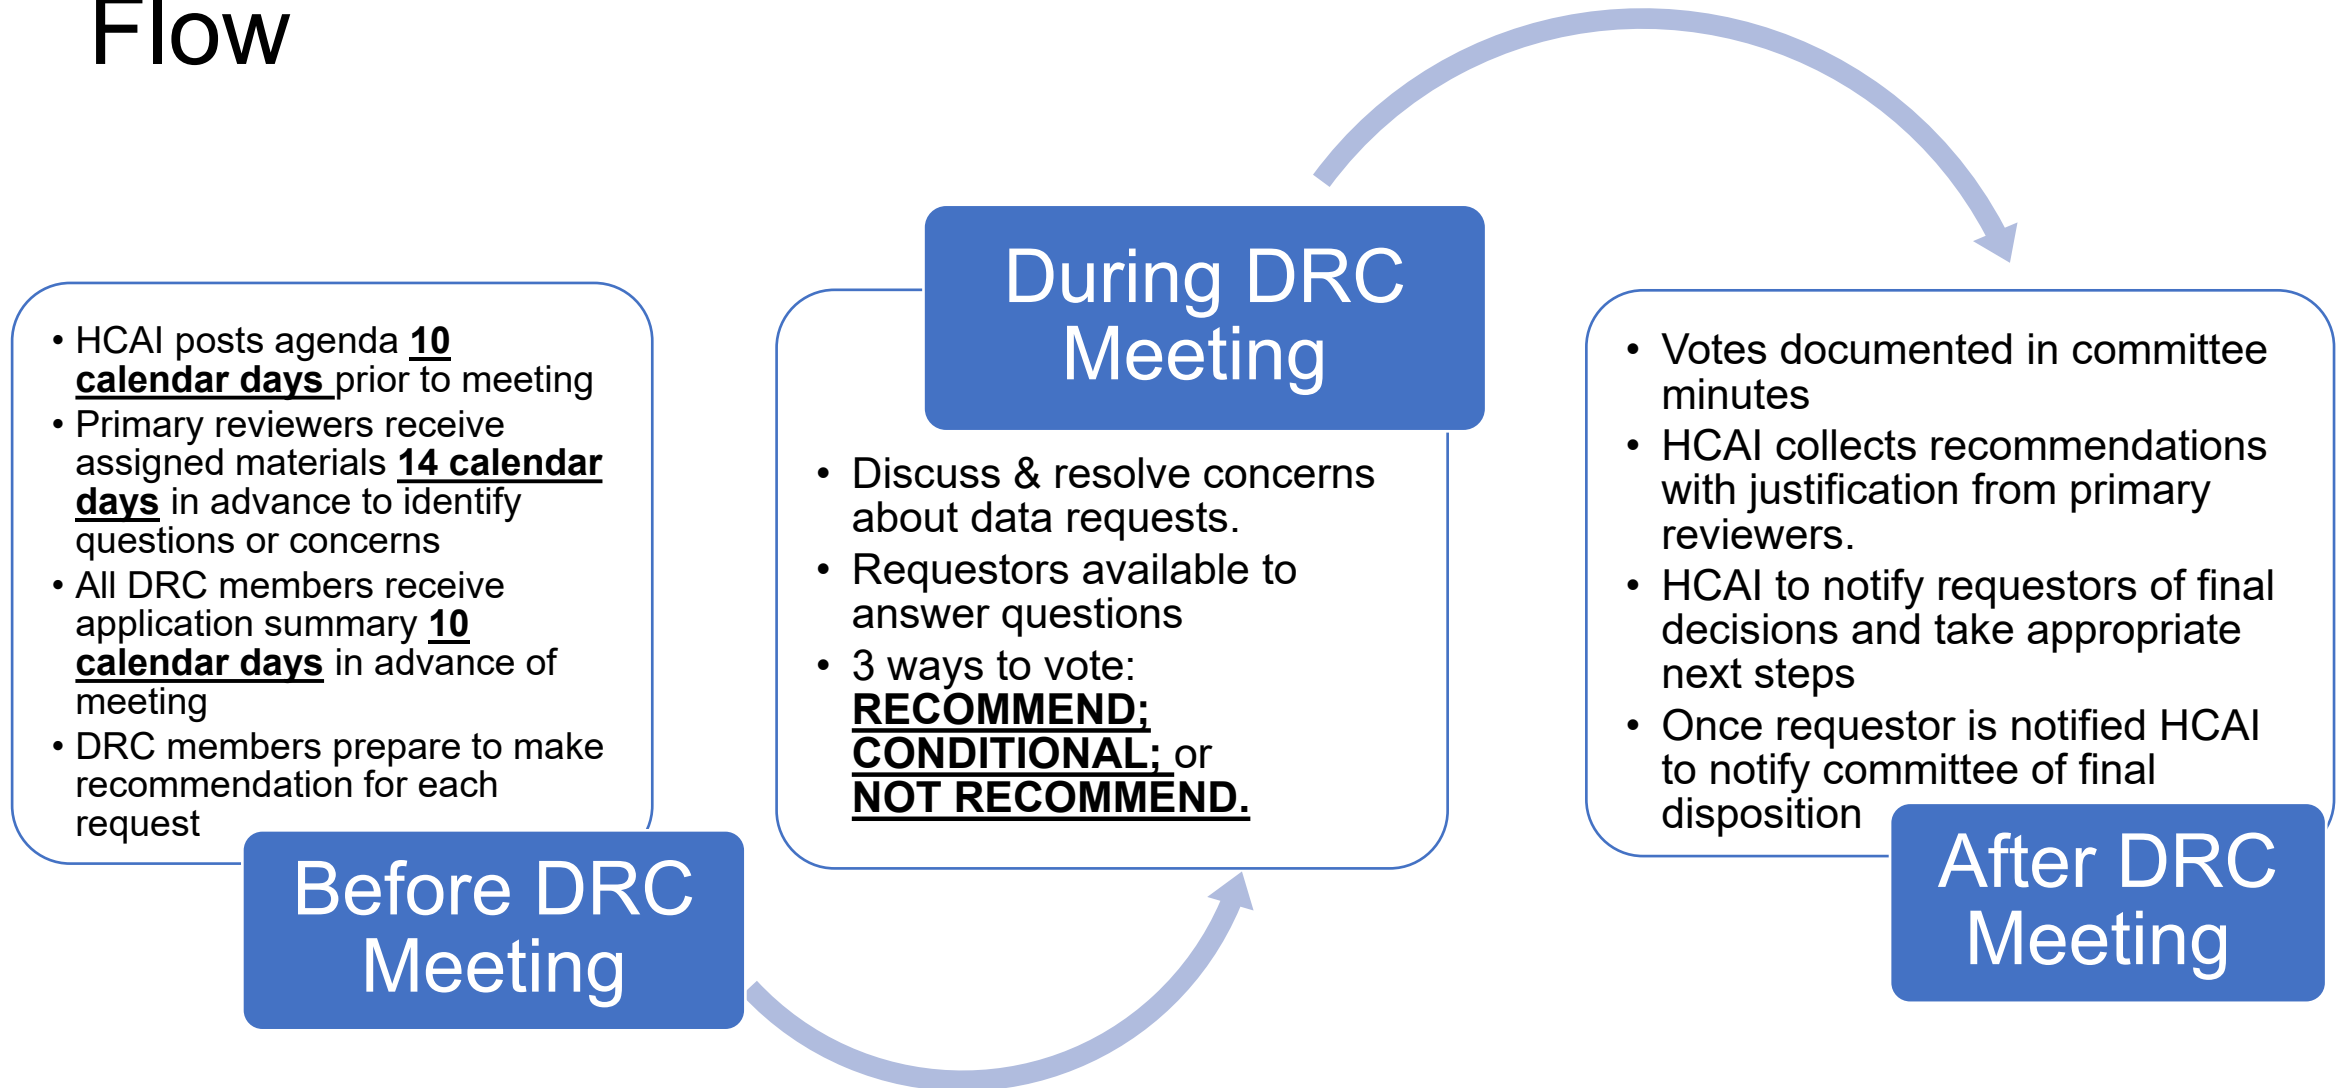 Flow
• HCAI posts agenda 10
calendar days prior to meeting
• Primary reviewers receive
assigned materials 14 calendar
days in advance to identify
questions or concerns
• All DRC members receive
application summary 10
calendar days in advance of
meeting
• DRC members prepare to make
recommendation for each
request
Before DRC
Meeting
During DRC
Meeting
• Discuss & resolve concerns
about data requests.
• Requestors available to
answer questions
• 3 ways to vote:
RECOMMEND;
CONDITIONAL; or
NOT RECOMMEND.
• Votes documented in committee
minutes
• HCAI collects recommendations
with justification from primary
reviewers.
• HCAI to notify requestors of final
decisions and take appropriate
next steps
• Once requestor is notified HCAI
to notify committee of final
disposition
After DRC
Meeting